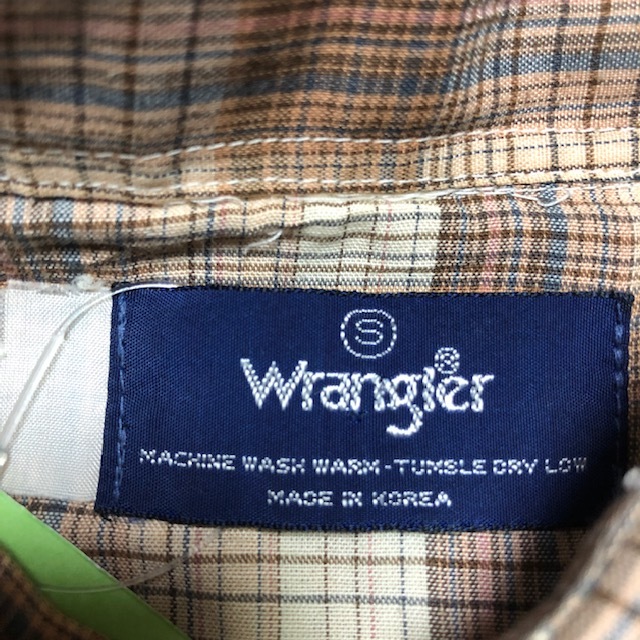 S
Wrangler®
MACHINE WASH WARM-TUMBLE DRY LOW
MADE IN KOREA